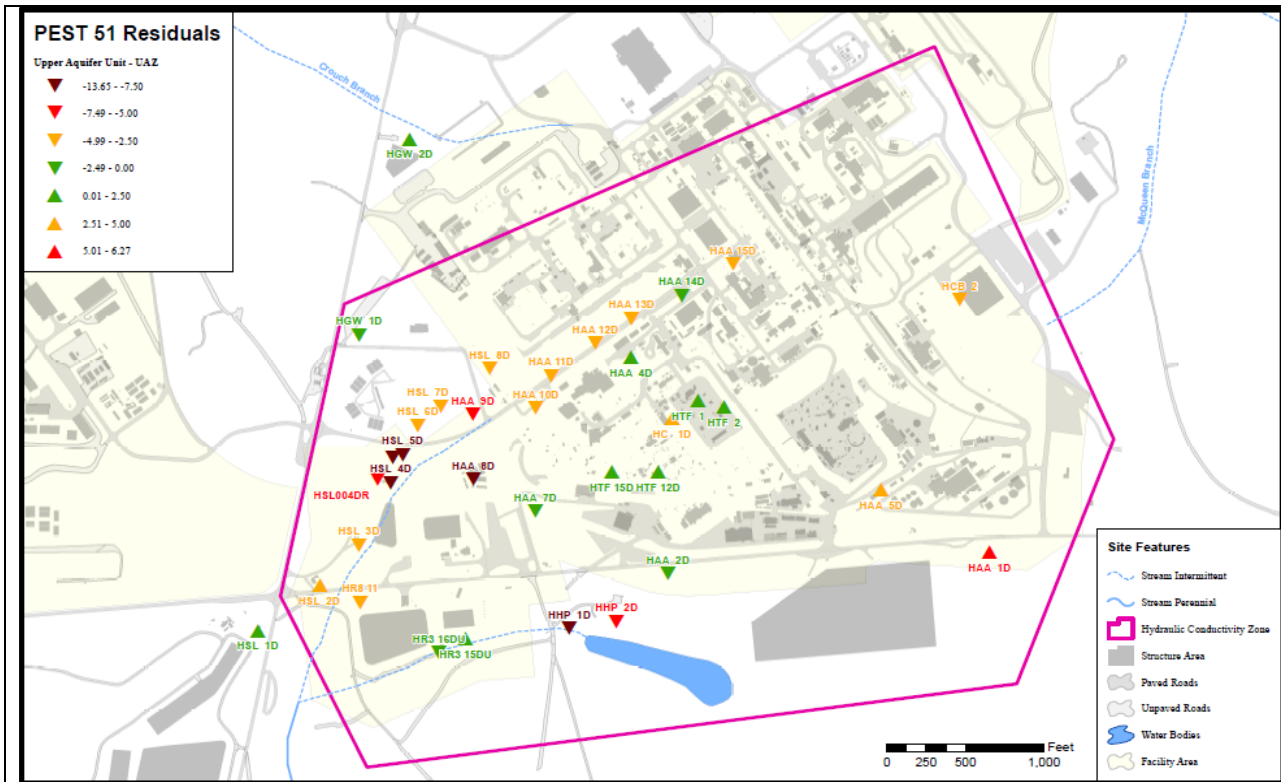 PEST 51 Residuals
Upper Aquifer Unit - UAZ
-13.65 - -7.50
-7.49 - -5.00
-4.99 - -2.50
-2.49 - 0.00
0.01 - 2.50
2.51 - 5.00
5.01 - 6.27
Crouch Branch
HGW 2D
McQueen Branch
HAA 15D
HAA 14D
HCB 2
HAA 13D
HGW 1D
HAA 12D
HSL 8D
HAA 11D
HAA 4D
HSL 7D
HAA 9D
HAA 10D
HSL 6D
HTF 1
HTF 2
HC 1D
HSL 5D
HSL 4D
HAA 8D
HSL004DR
HTF 15D
HTF 12D
HAA 7D
HAA 5D
HSL 3D
HAA 1D
HAA 2D
HSL 2D
HR8 11
HHP 1D
HHP 2D
HSL 1D
HR3 16DU
HR3 15DU
Site Features
Stream Intermittent
Stream Perennial
Hydraulic Conductivity Zone
Structure Area
Paved Roads
Unpaved Roads
Water Bodies
Facility Area
Feet
0 250 500 1,000